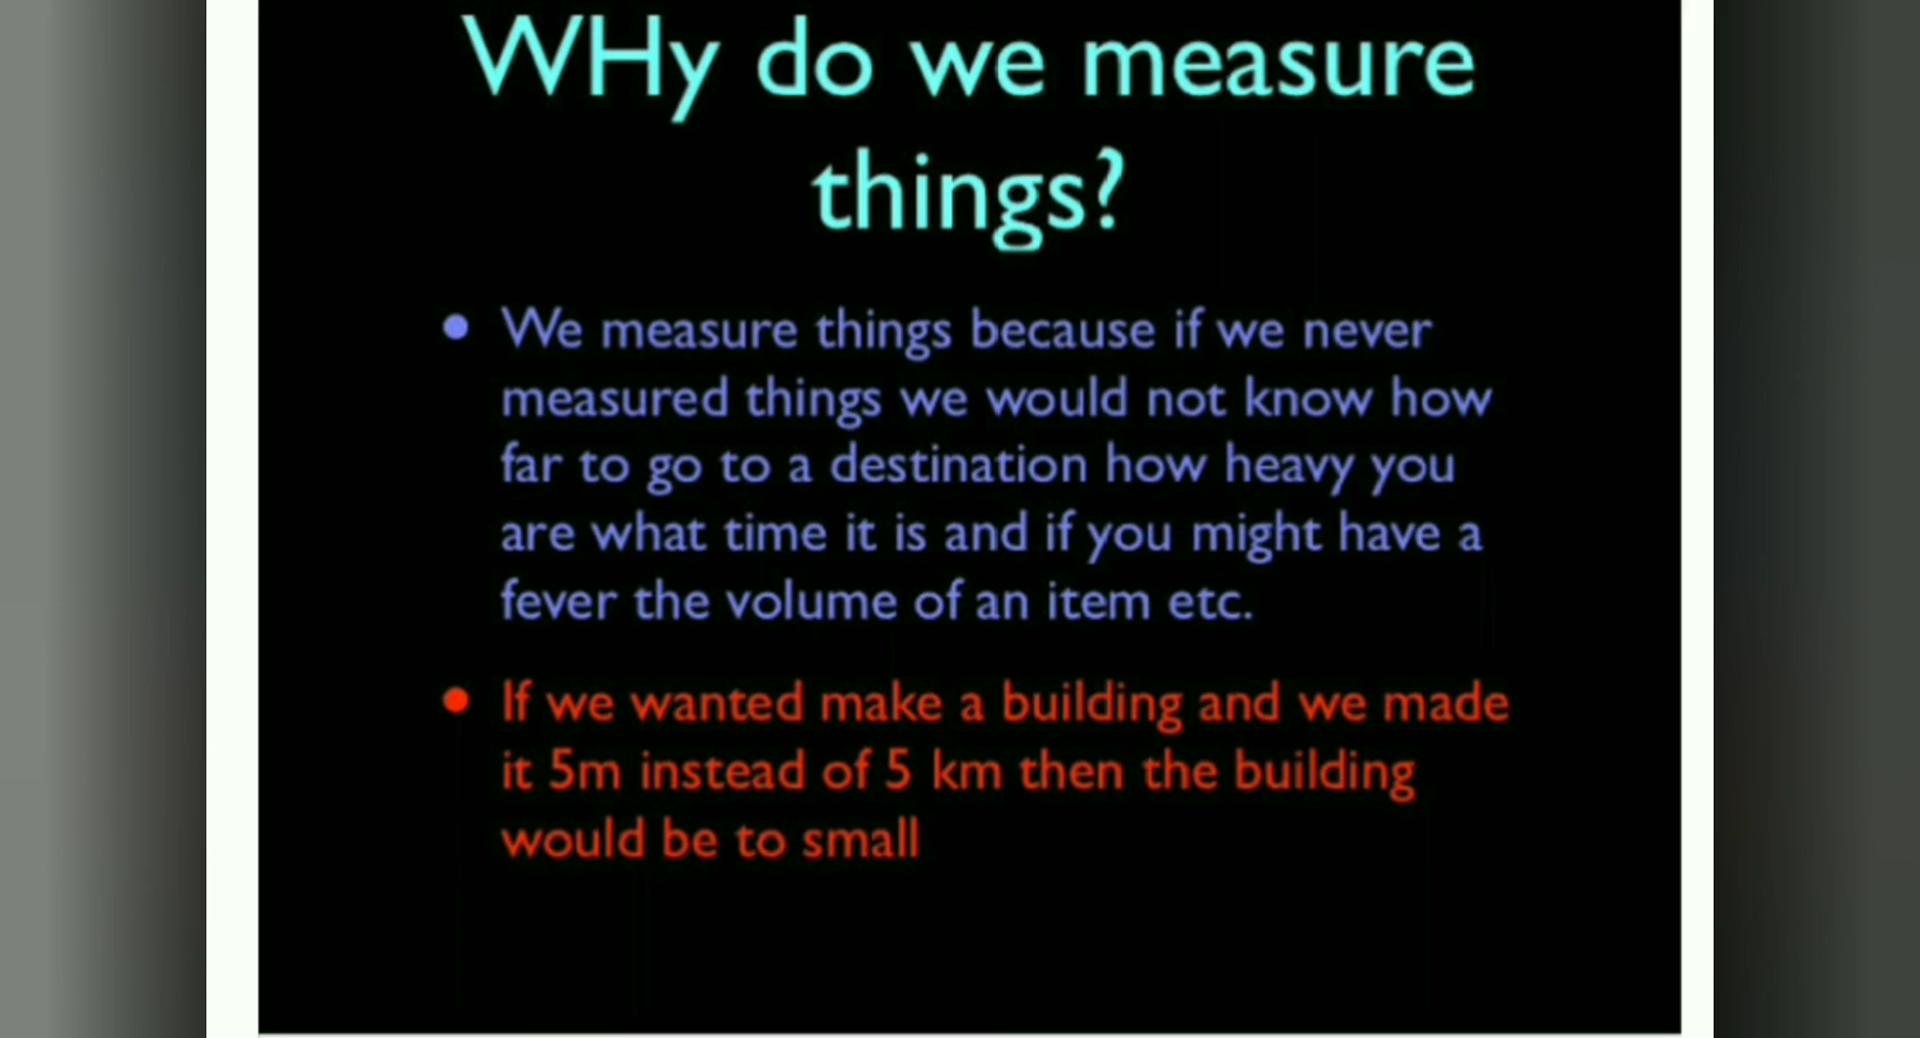 WHy do we measure
things?
• We measure things because if we never
measured things we would not know how
far to go to a destination how heavy you
are what time it is and if you might have a
fever the volume of an item etc.
• If we wanted make a building and we made
it 5m instead of 5 km then the building
would be to small